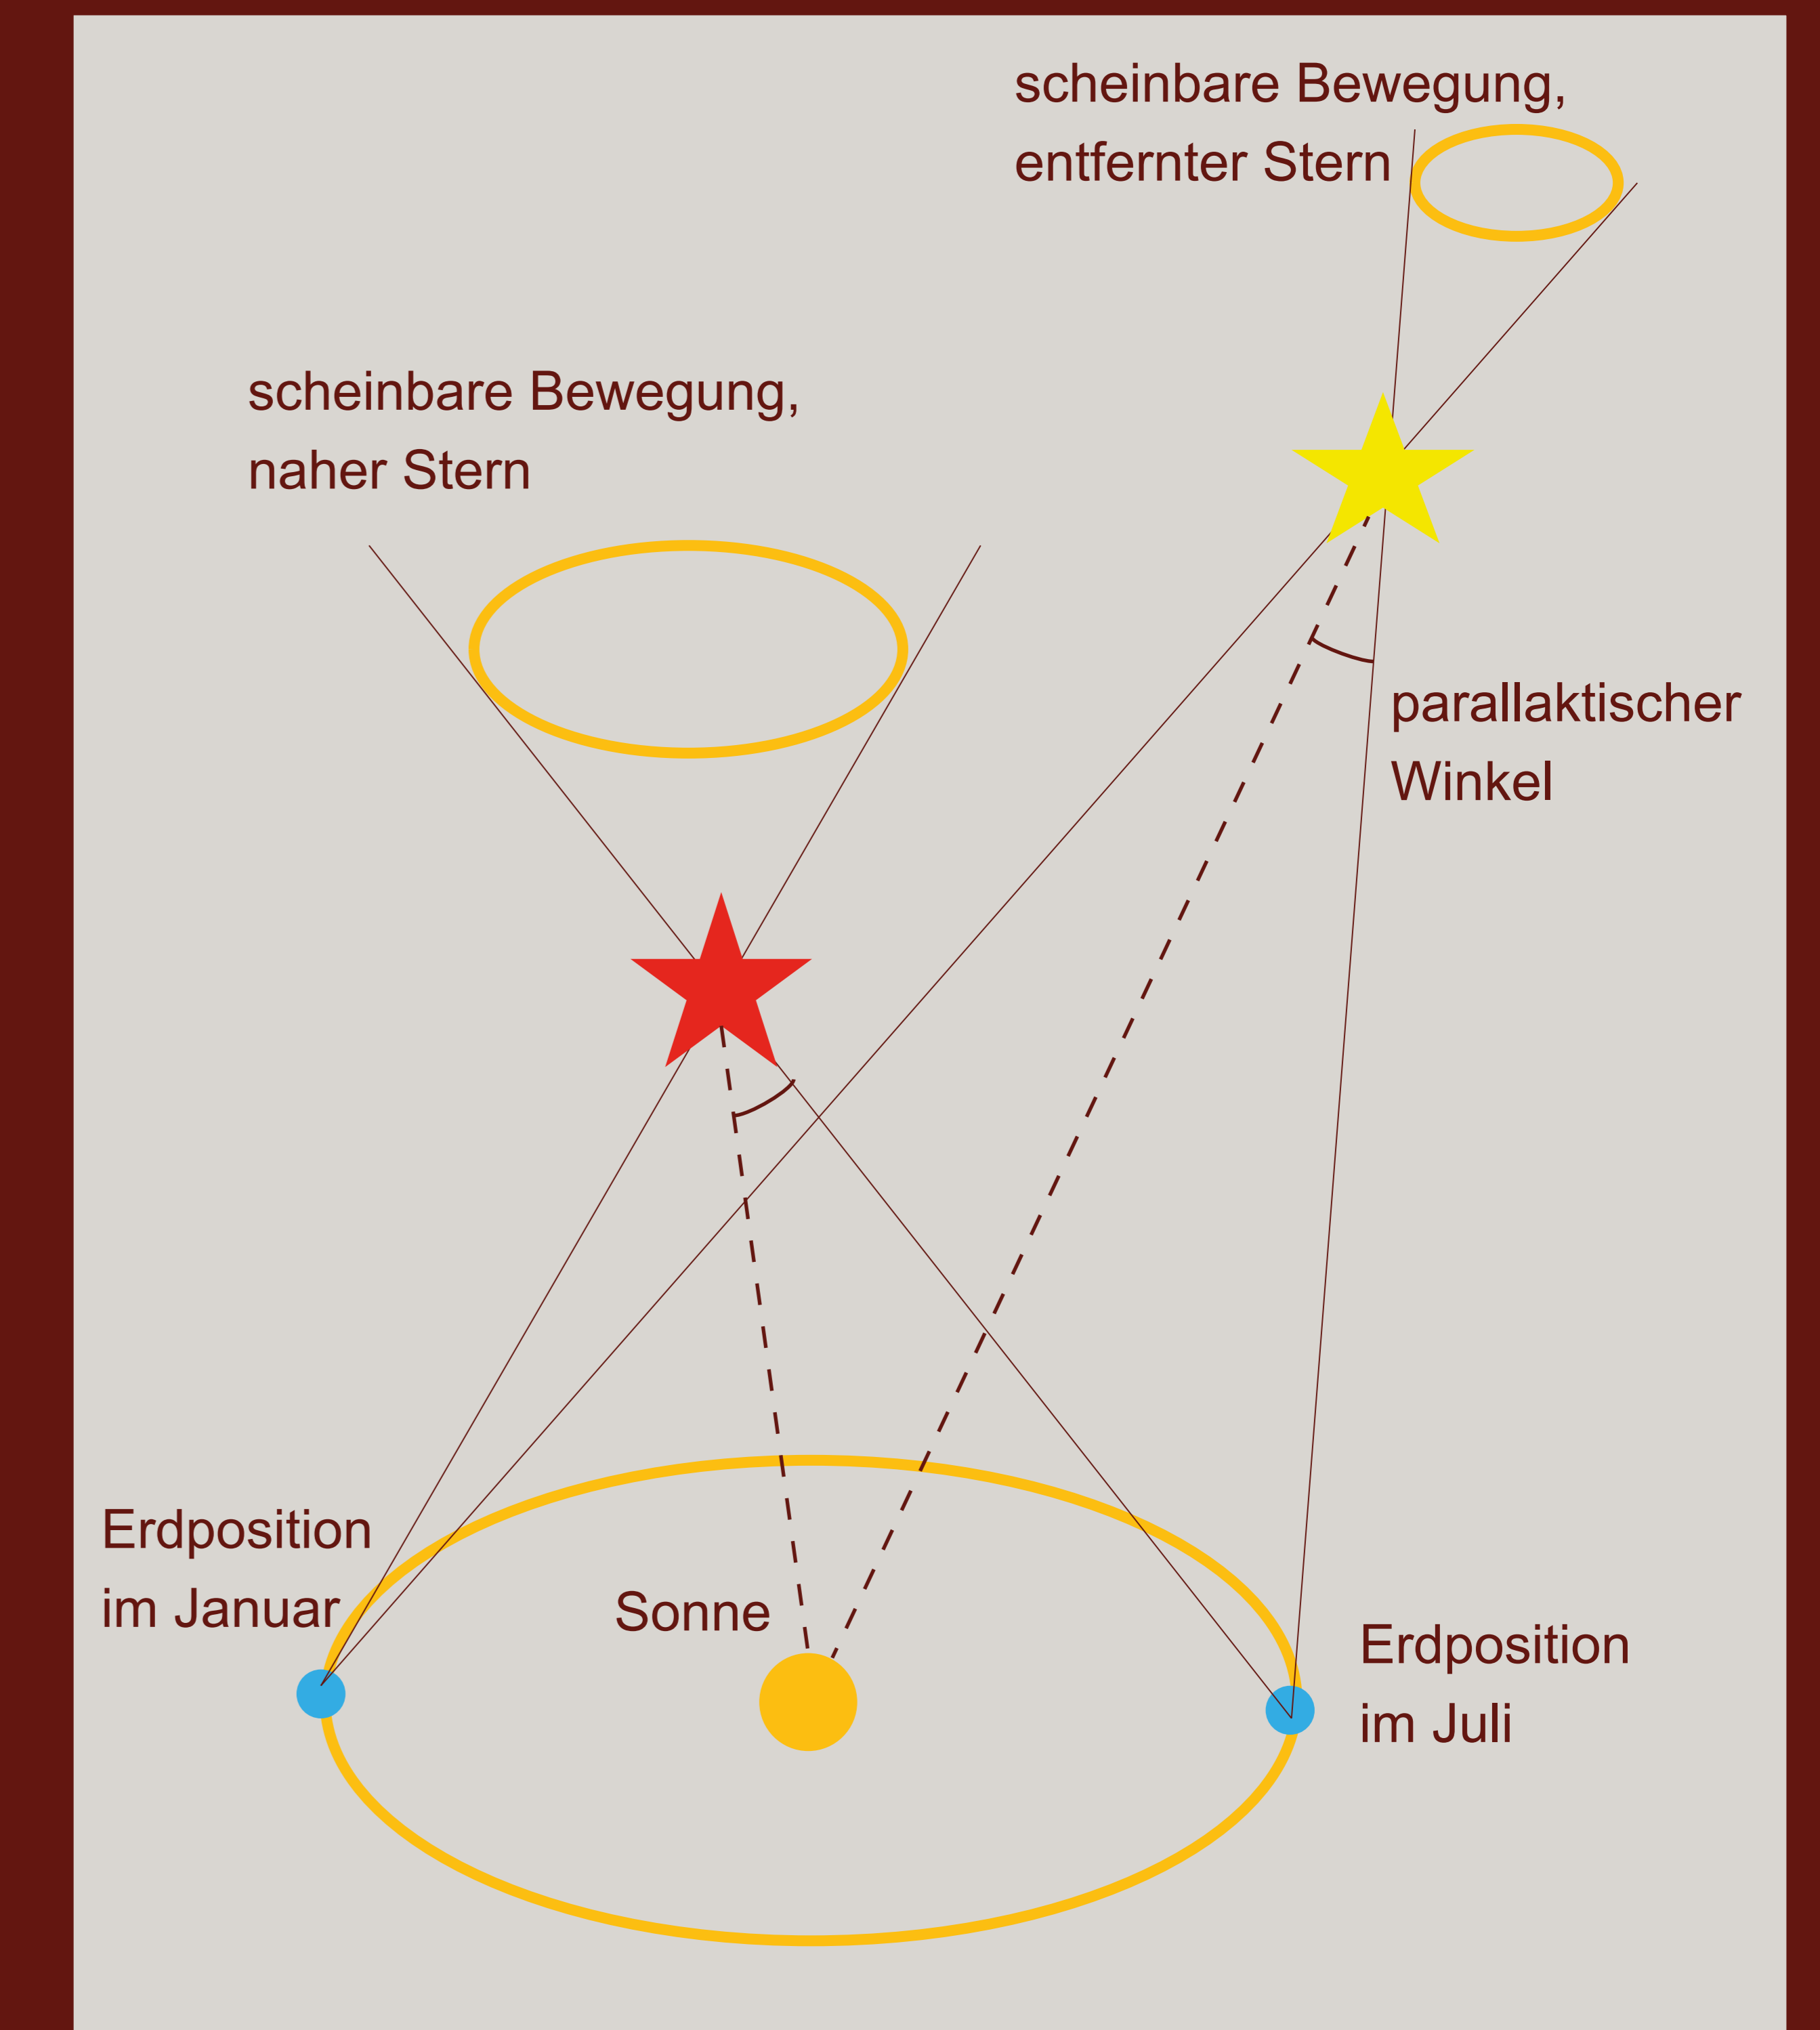 scheinbare Bewegung,
entfernter Stern
scheinbare Bewegung,
naher Stern
parallaktischer
Winkel
Erdposition
im Januar
Sonne
Erdposition
im Juli